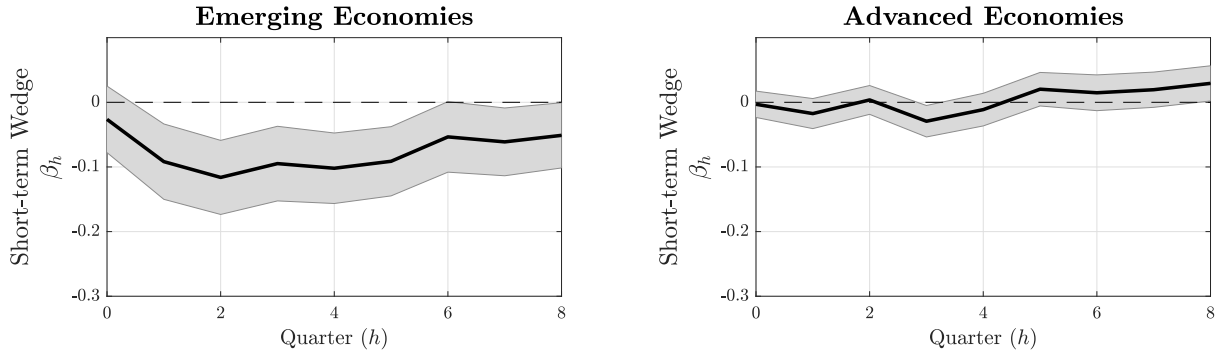 Emerging Economies
Short-term Wedge
βh
0
-0.1
-0.2
-0.3
0 2 4 6 8
Quarter (h)
Advanced Economies
Short-term Wedge
βh
0
-0.1
-0.2
-0.3
0 2 4 6 8
Quarter (h)